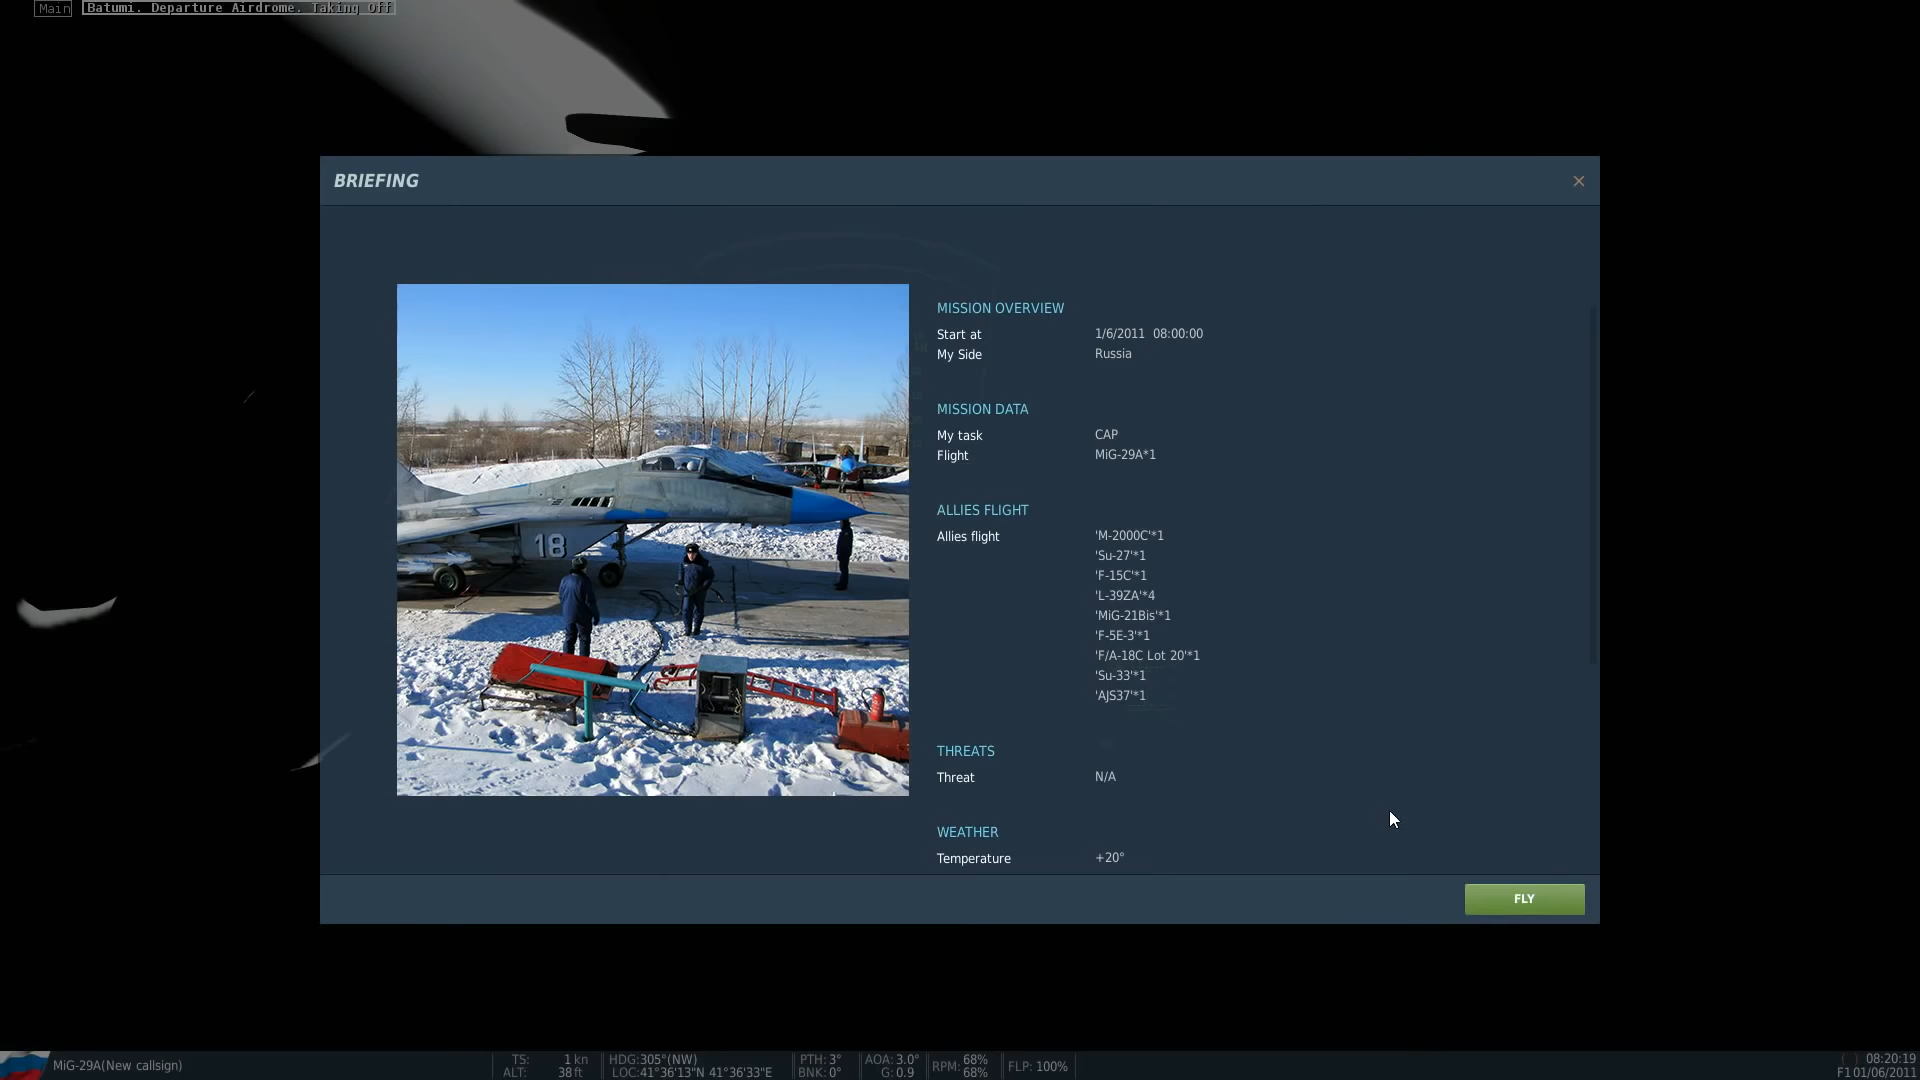 Main Batumi. Departure Airdrome. Taking Off
BRIEFING
MISSION OVERVIEW
Start at 1/6/2011 08:00:00
My Side Russia
MISSION DATA
My task CAP
Flight MiG-29A*1
ALLIES FLIGHT
Allies flight 'M-2000C'*1
'Su-27'*1
'F-15C'*1
'L-39ZA'*4
'MiG-21Bis'*1
'F-5E-3'*1
'F/A-18C Lot 20'*1
'Su-33'*1
'AJS37'*1
18
THREATS
Threat N/A
WEATHER
Temperature +20°
FLY
MiG-29A(New callsign)
TS: 1 kn HDG:305°(NW) PTH: 3° AOA: 3.0° RPM: 68% FLP: 100% ( ) 08:20:19
ALT: 38 ft LOC:41°36'13"N 41°36'33"E BNK: 0° G: 0.9 68% F1 01/06/2011